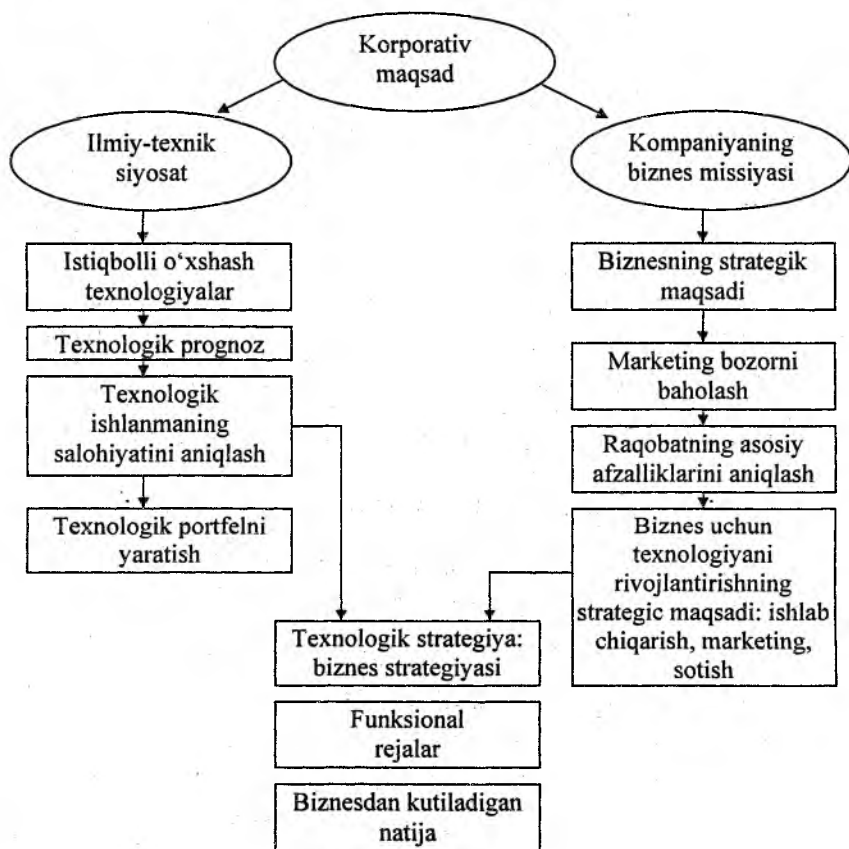 Korporativ
maqsad
Ilmiy-texnik
siyosat
Kompaniyaning
biznes missiyasi
Istiqbolli o‘xshash
texnologiyalar
Biznesning strategik
maqsadi
Texnologik prognoz
Marketing bozorni
baholash
Texnologik
ishlanmaning
salohiyatini aniqlash
Raqobatning asosiy
afzalliklarini aniqlash
Texnologik portfelni
yaratish
Biznes uchun
texnologiyani
rivojlantirishning
strategic maqsadi: ishlab
chiqarish, marketing,
sotish
Texnologik strategiya:
biznes strategiyasi
Funksional
rejalar
Biznesdan kutiladigan
natija